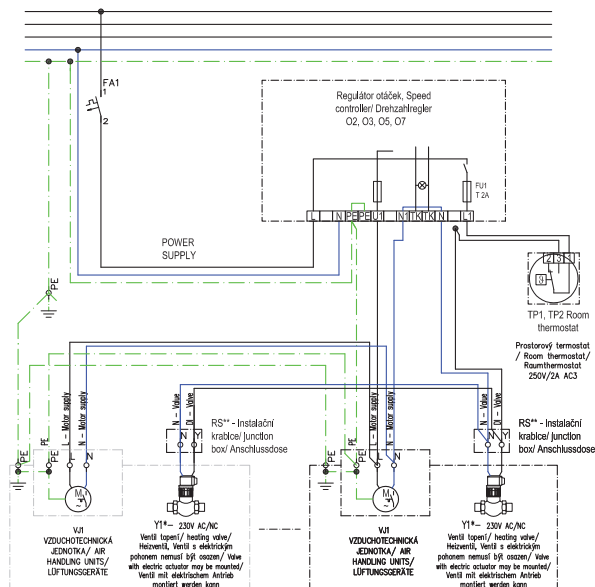 FA1
1
2
Regulátor otáček, Speed
controller/ Drehzahlregler
O2, O3, O5, O7
FU1
T 2A
L N PE PE U1 N1 TK TK N L1
POWER
SUPPLY
2 3 1
TP1, TP2 Room
thermostat
Prostorový termostat
/ Room thermostat/
Raumthermostat
250V/2A AC3
PE
PE
L - Motor supply
N - Motor supply
N - Value
Dl - Valve
PE
L - Motor supply
N - Motor supply
N - Valve
Dl - Valve
RS** - Instalační
krabice/ junction
box/ Anschlussdose
RS** - Instalační
krabice/ junction
box/ Anschlussdose
PE
L N
N Y
PE
L N
N Y
M
~
M
~
VJ1
VZDUCHOTECHNICKÁ
JEDNOTKA/ AIR
HANDLING UNITS/
LÜFTUNGSGERÄTE
Y1*– 230V AC/NC
Ventil topení/ heating valve/
Heizventil, Ventil s elektrickým
pohonem nemusí být osazen/ Valve
with electric actuator may be mounted/
Ventil mit elektrischem Antrieb
montiert werden kann
VJ1
VZDUCHOTECHNICKÁ
JEDNOTKA/ AIR
HANDLING UNITS/
LÜFTUNGSGERÄTE
Y1*– 230V AC/NC
Ventil topení/ heating valve/
Heizventil, Ventil s elektrickým
pohonem nemusí být osazen/ Valve
with electric actuator may be mounted/
Ventil mit elektrischem Antrieb
montiert werden kann